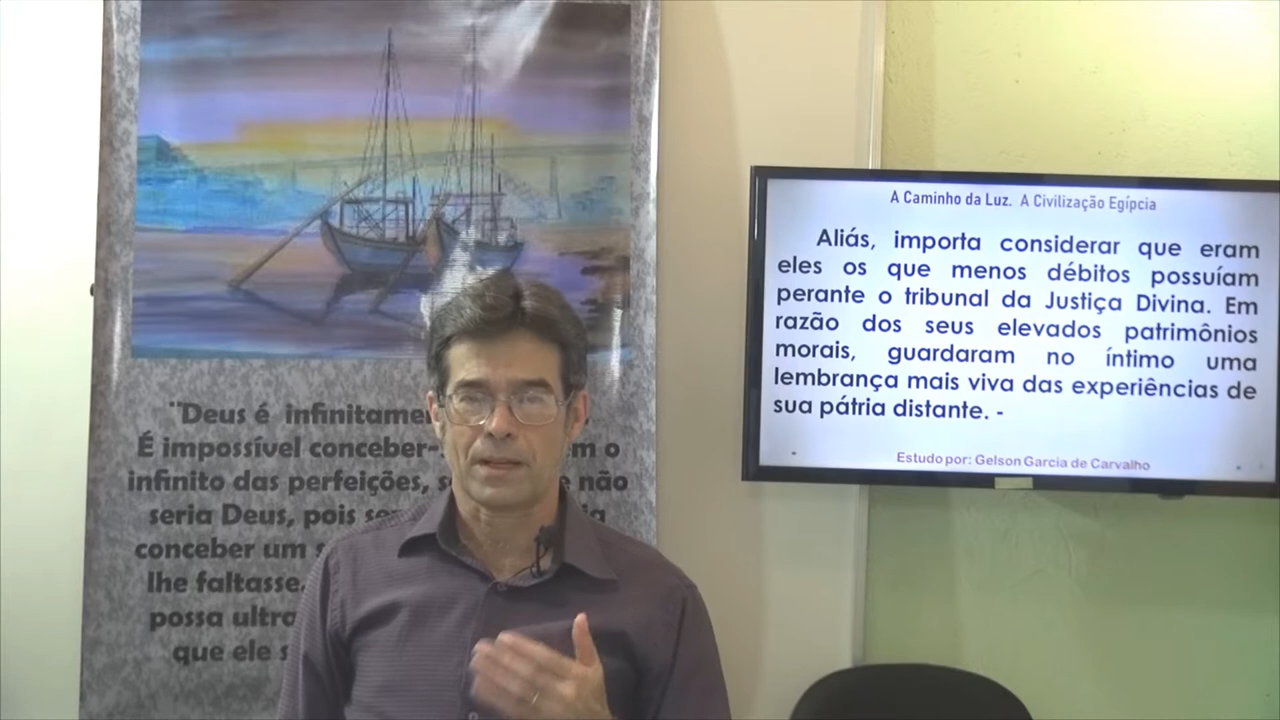 ¨Deus é infinitame
É impossível conceber- m o
infinito das perfeições, s e não
seria Deus, pois se ia
conceber um s
lhe faltasse.
possa ultra
que ele s
A Caminho da Luz. A Civilização Egípcia
Aliás, importa considerar que eram
eles os que menos débitos possuíam
perante o tribunal da Justiça Divina. Em
razão dos seus elevados patrimônios
morais, guardaram no íntimo uma
lembrança mais viva das experiências de
sua pátria distante. -
Estudo por: Gelson Garcia de Carvalho